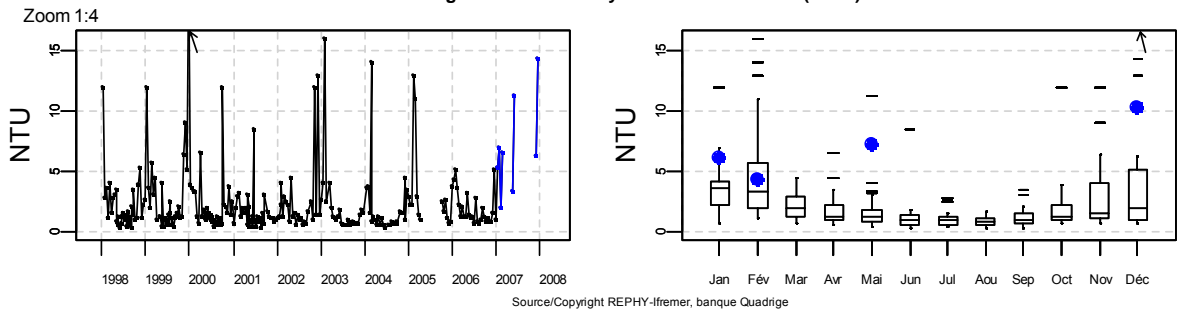 Zoom 1:4
NTU
15
10
5
0
1998 1999 2000 2001 2002 2003 2004 2005 2006 2007 2008
NTU
15
10
5
0
Jan Fév Mar Avr Mai Jun Jul Aou Sep Oct Nov Déc
Source/Copyright REPHY-Ifremer, banque Quadrige